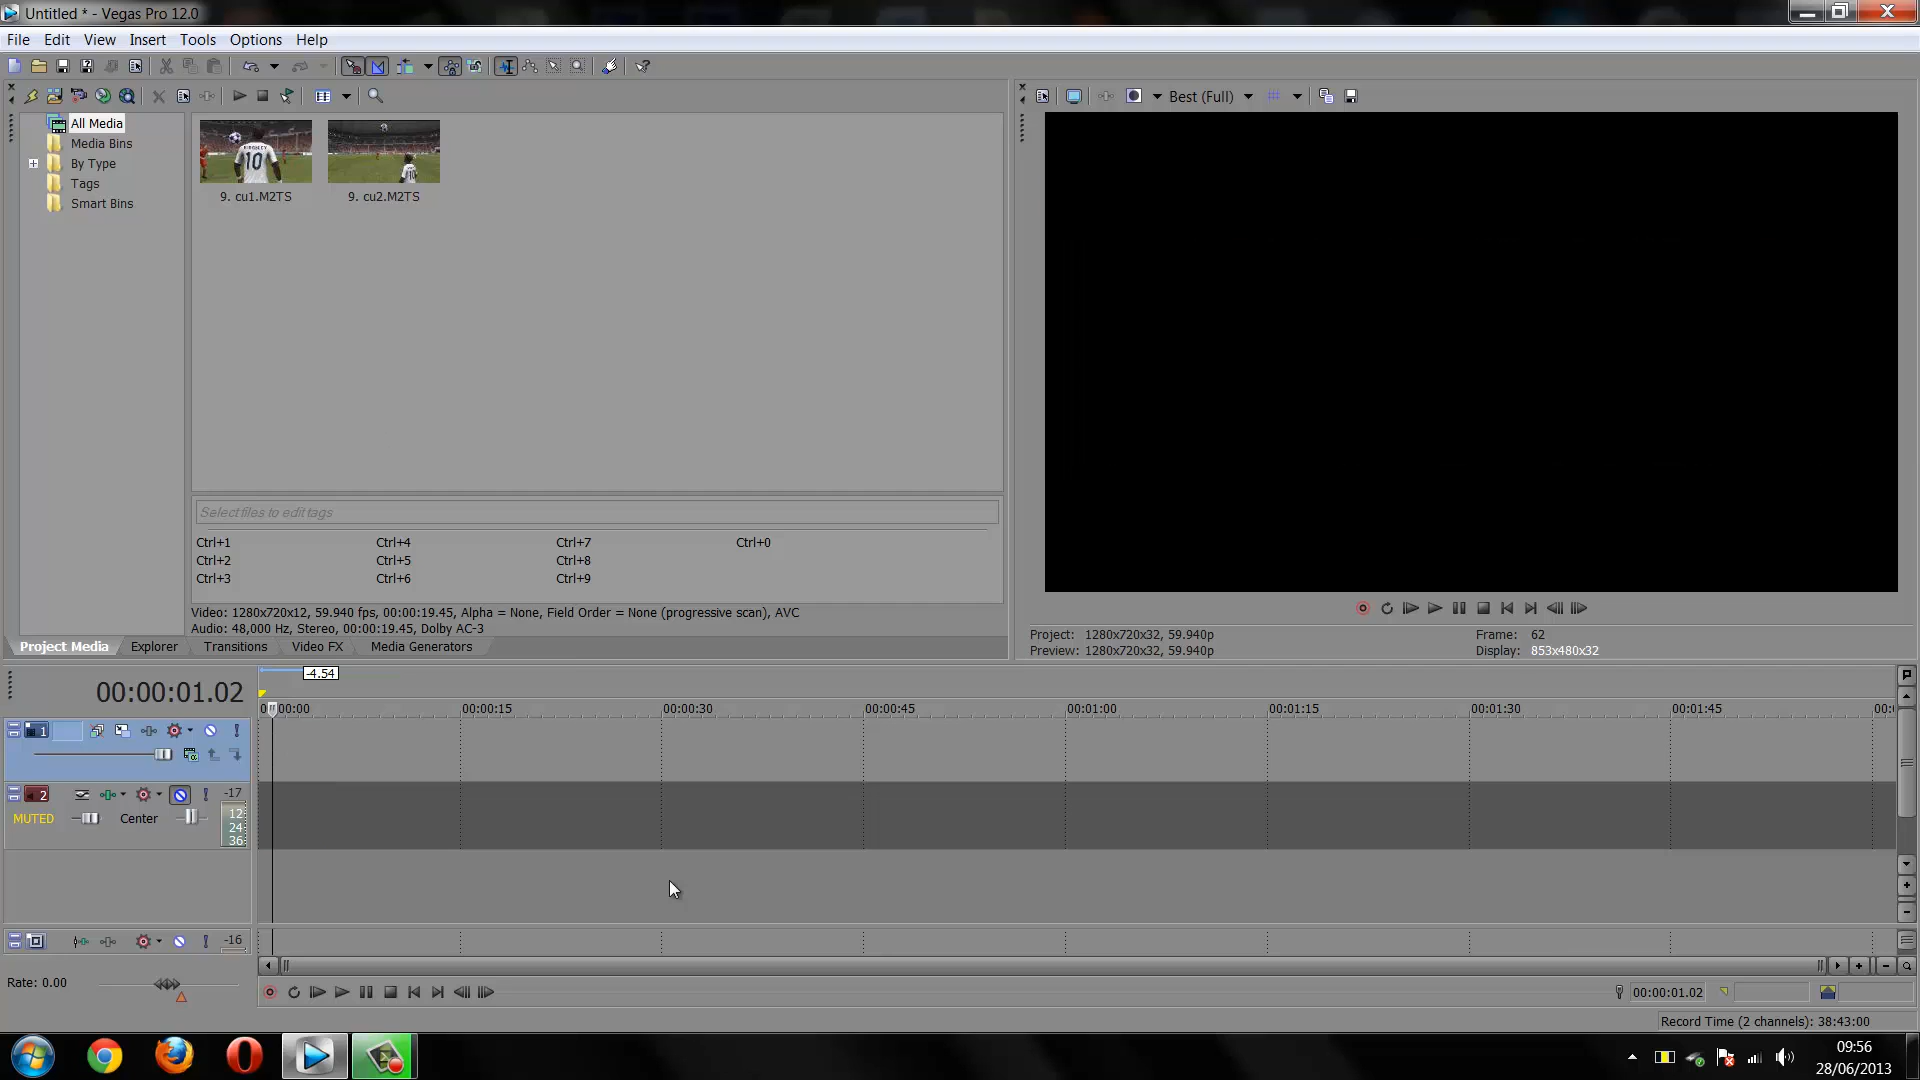 Untitled * - Vegas Pro 12.0
File Edit View Insert Tools Options Help
Best (Full)
All Media
Media Bins
By Type
Tags
Smart Bins
9. cu1.M2TS 9. cu2.M2TS
Select files to edit tags
Ctrl+1 Ctrl+4 Ctrl+7 Ctrl+0
Ctrl+2 Ctrl+5 Ctrl+8
Ctrl+3 Ctrl+6 Ctrl+9
Video: 1280x720x12, 59.940 fps, 00:00:19.45, Alpha = None, Field Order = None (progressive scan), AVC
Audio: 48,000 Hz, Stereo, 00:00:19.45, Dolby AC-3
Project Media Explorer Transitions Video FX Media Generators
Project: 1280x720x32, 59.940p Frame: 62
Preview: 1280x720x32, 59.940p Display: 853x480x32
00:00:01.02
-4.54
00:00:15 00:00:30 00:00:45 00:01:00 00:01:15 00:01:30 00:01:45
1
2 -17
MUTED Center 12
24
36
-16
Rate: 0.00
00:00:01.02
Record Time (2 channels): 38:43:00
09:56
28/06/2013